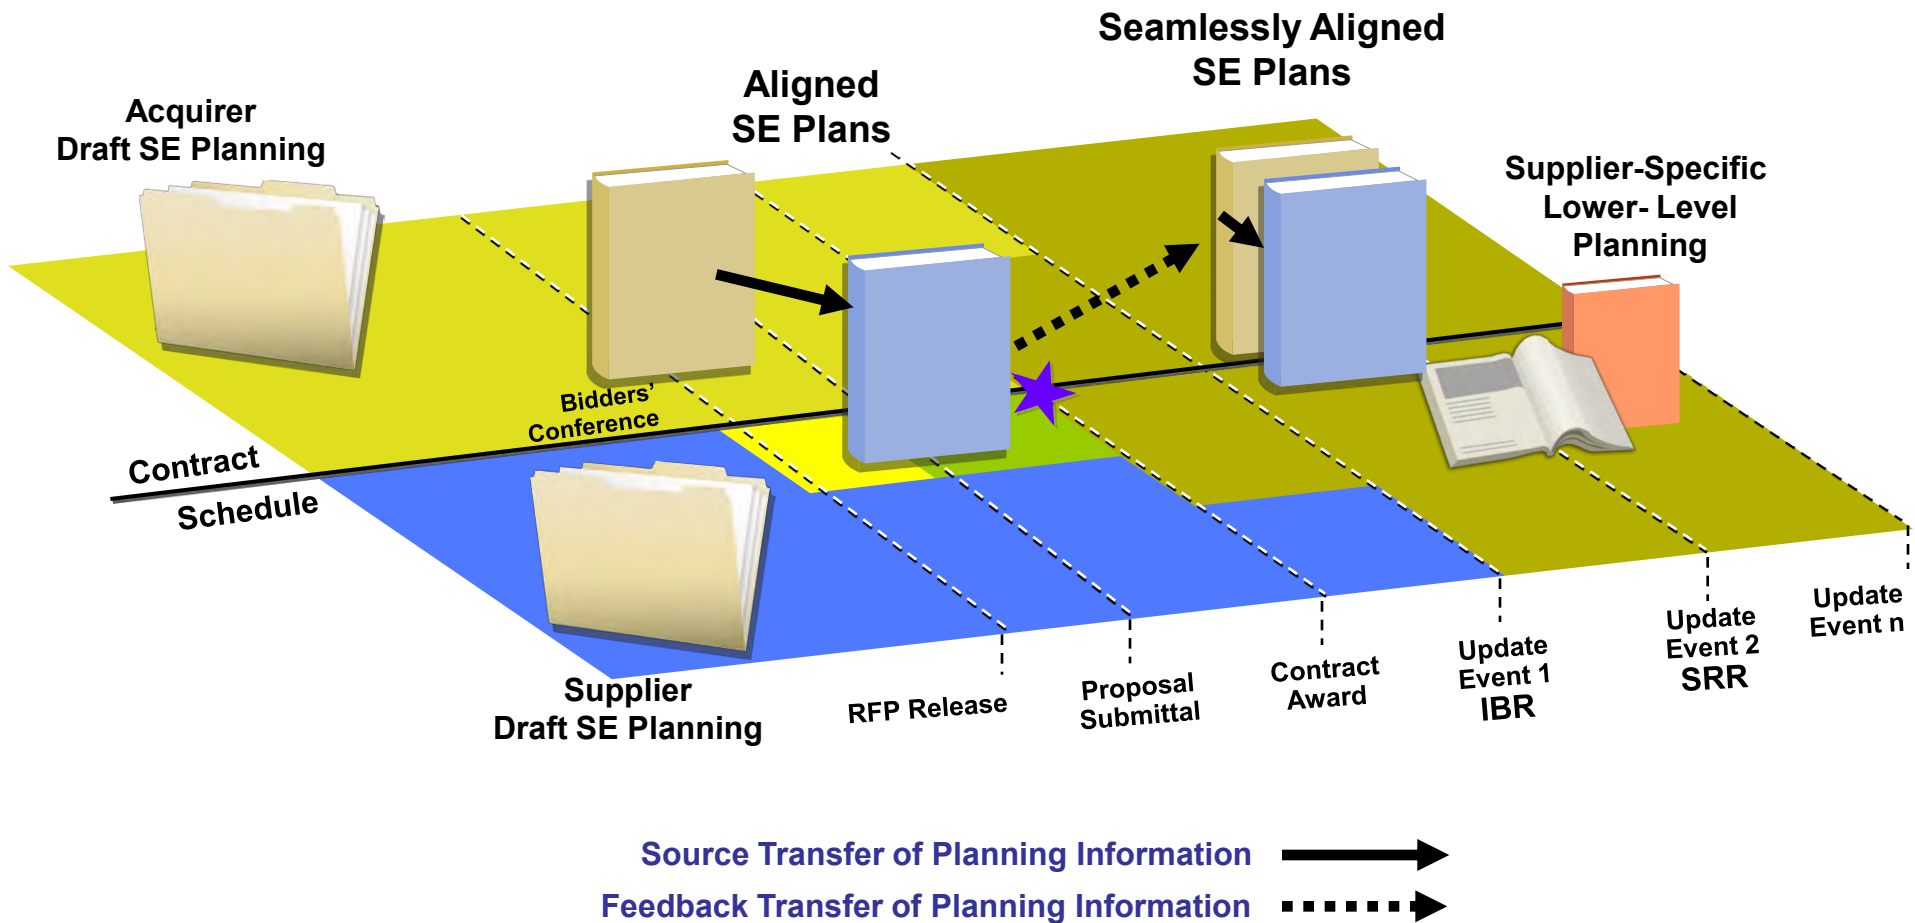 Seamlessly Aligned
SE Plans
Aligned
SE Plans
Acquirer
Draft SE Planning
Supplier-Specific
Lower- Level
Planning
Bidders’
Conference
Contract
Schedule
Supplier
Draft SE Planning
RFP Release
Proposal
Submittal
Contract
Award
Update
Event 1
IBR
Update
Event 2
SRR
Update
Event n
Source Transfer of Planning Information
Feedback Transfer of Planning Information